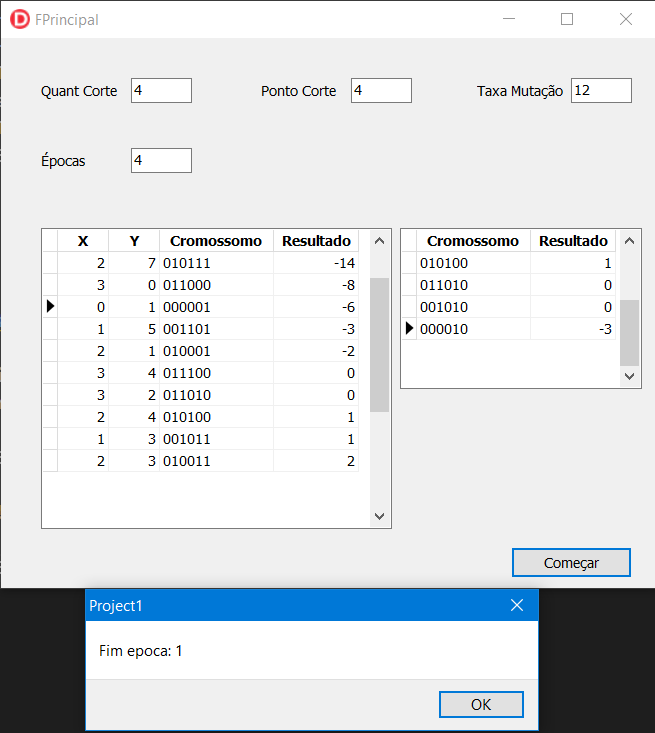 FPrincipal
Quant Corte 4 Ponto Corte 4 Taxa Mutação 12
Épocas 4
X Y Cromossomo Resultado
2 7 010111 -14
3 0 011000 -8
0 1 000001 -6
1 5 001101 -3
2 1 010001 -2
3 4 011100 0
3 2 011010 0
2 4 010100 1
1 3 001011 1
2 3 010011 2
Cromossomo Resultado
010100 1
011010 0
001010 0
000010 -3
Começar
Project1
Fim epoca: 1
OK